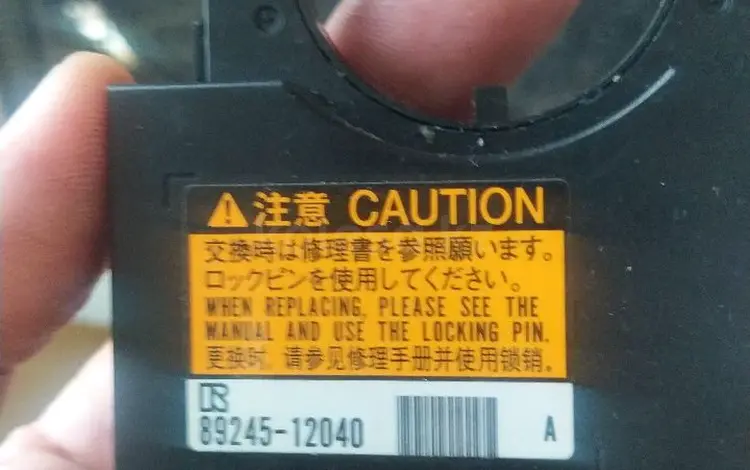 注意 CAUTION
交換時は修理書を参照願います。
ロックピンを使用してください。
WHEN REPLACING, PLEASE SEE THE
MANUAL AND USE THE LOCKING PIN.
更换时，请参见修理手册并使用锁销.
89245-12040 A